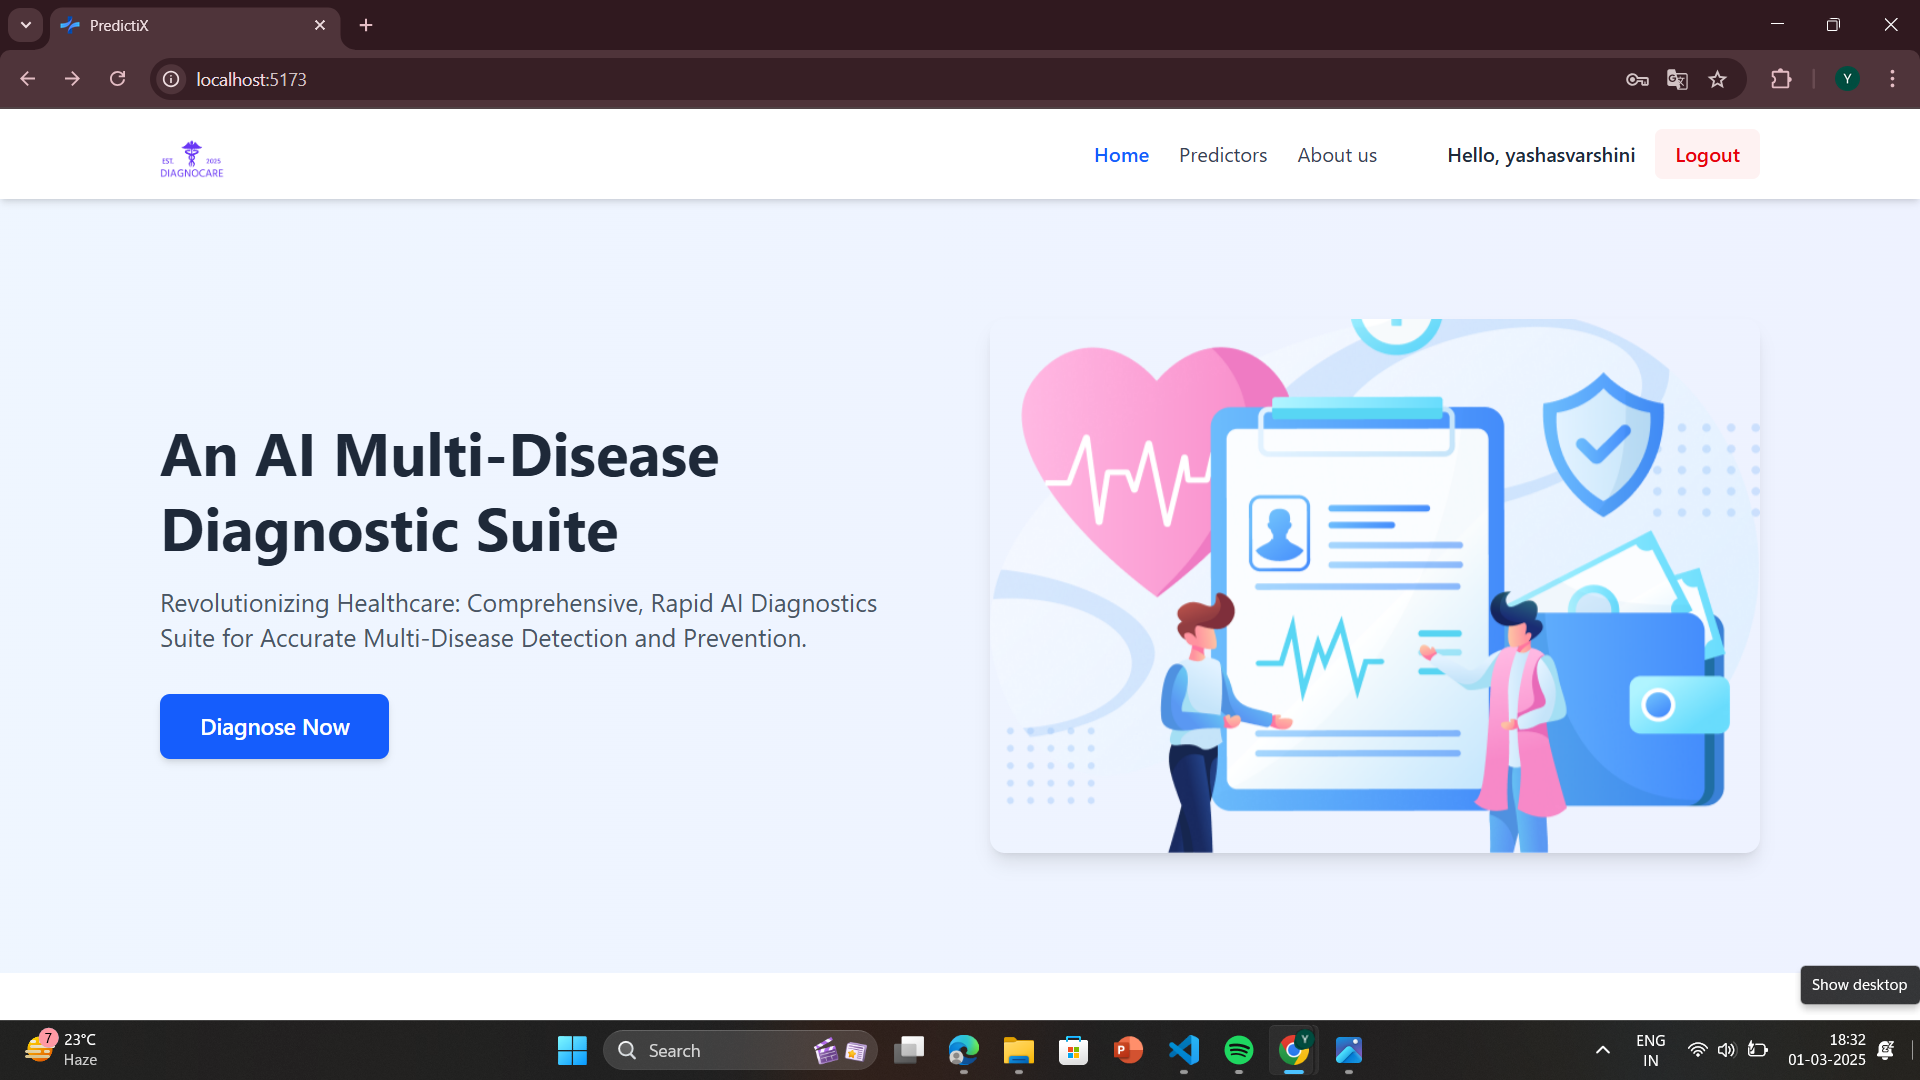 PredictiX
localhost:5173
Y
EST. 2025
DIAGNOCARE
Home
Predictors
About us
Hello, yashasvarshini
Logout
An AI Multi-Disease
Diagnostic Suite
Revolutionizing Healthcare: Comprehensive, Rapid AI Diagnostics
Suite for Accurate Multi-Disease Detection and Prevention.
Diagnose Now
Show desktop
7
23°C
Haze
Search
P
Y
ENG
IN
18:32
01-03-2025